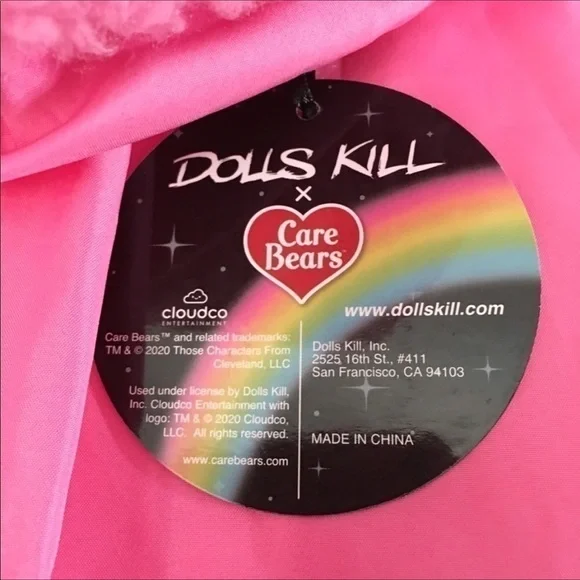 DOLLS KILL
X
Care
Bears™
cloudco
ENTERTAINMENT
www.dollskill.com
Care Bears™ and related trademarks:
TM & © 2020 Those Characters From
Cleveland, LLC
Used under license by Dolls Kill,
Inc. Cloudco Entertainment with
logo: TM & © 2020 Cloudco,
LLC. All rights reserved.
www.carebears.com
Dolls Kill, Inc.
2525 16th St., #411
San Francisco, CA 94103
MADE IN CHINA